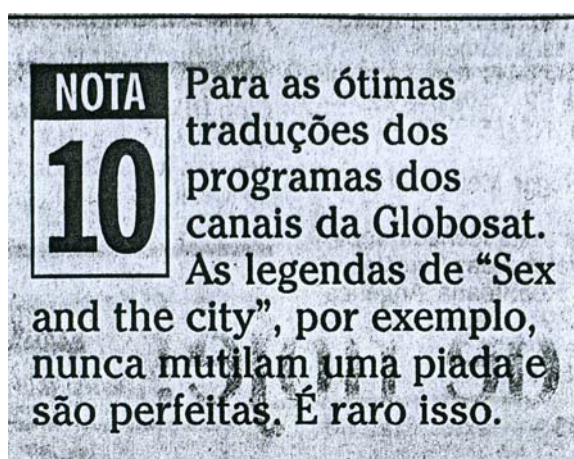 NOTA
10
Para as ótimas
traduções dos
programas dos
canais da Globosat.
As legendas de “Sex
and the city”, por exemplo,
nunca mutilam uma piada e
são perfeitas. É raro isso.